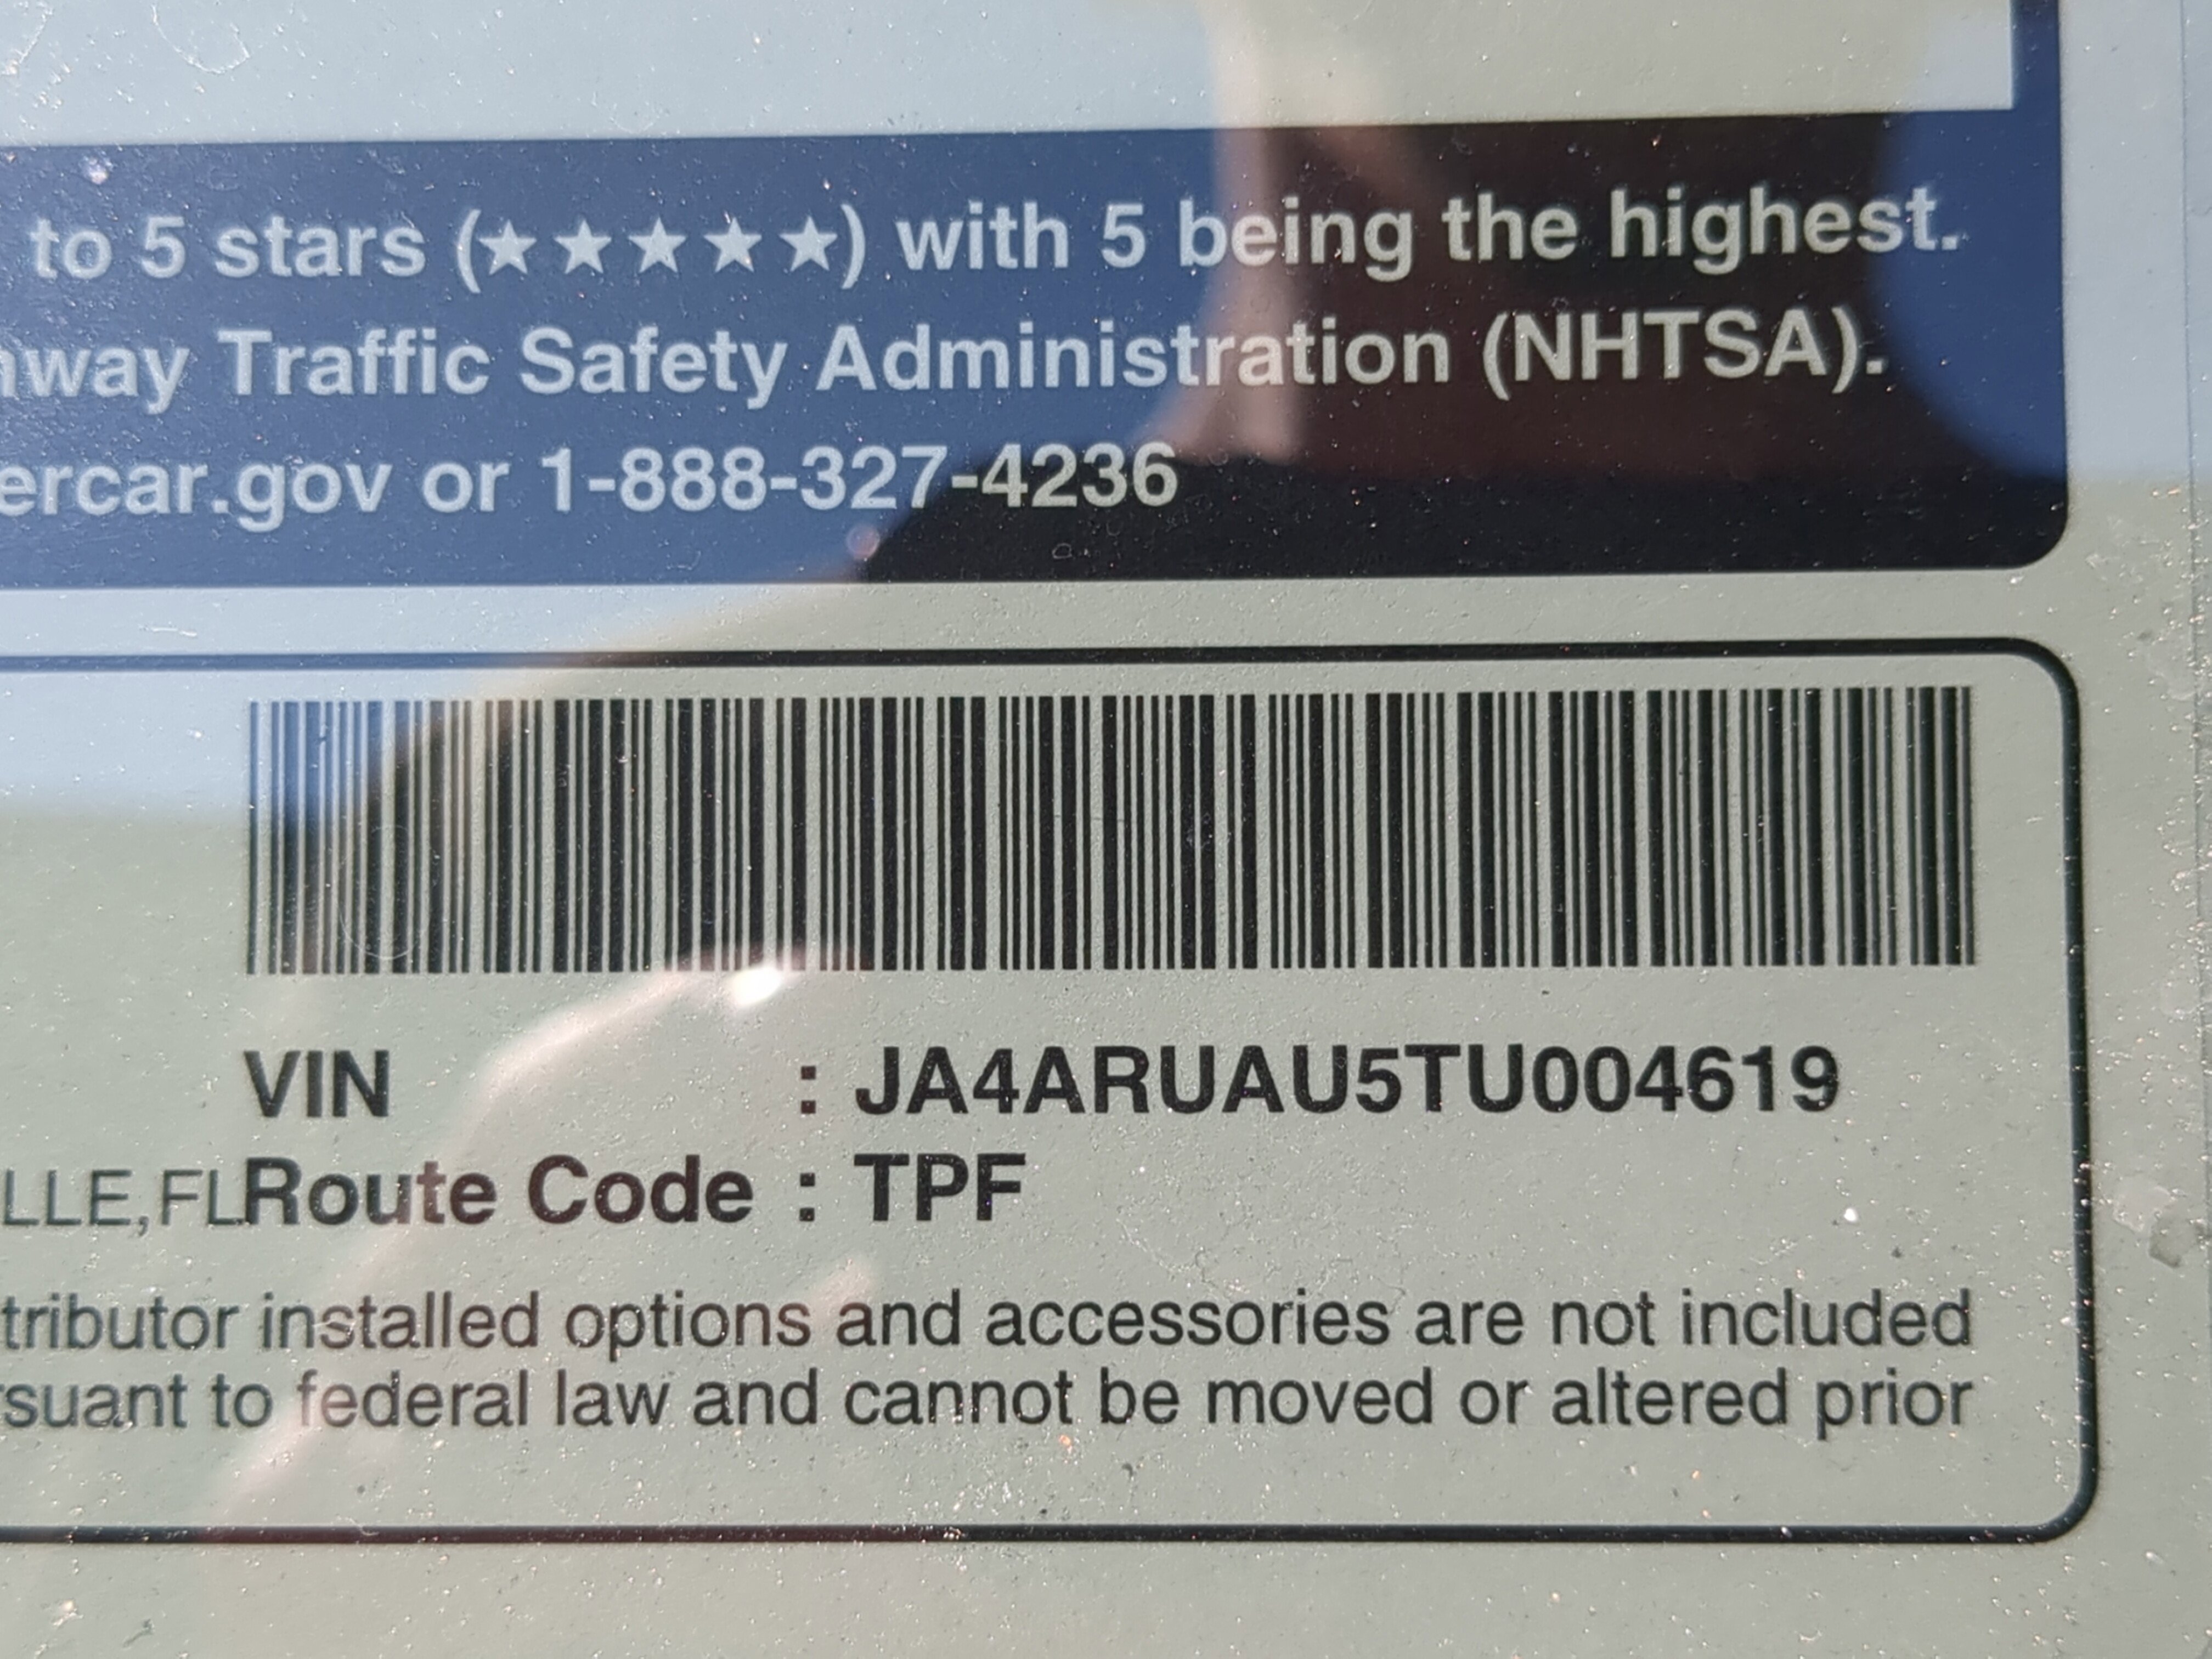 to 5 stars (★★★★★) with 5 being the highest.
way Traffic Safety Administration (NHTSA).
ercar.gov or 1-888-327-4236
VIN : JA4ARUAU5TU004619
LLE,FLRoute Code : TPF
tributor installed options and accessories are not included
suant to federal law and cannot be moved or altered prior